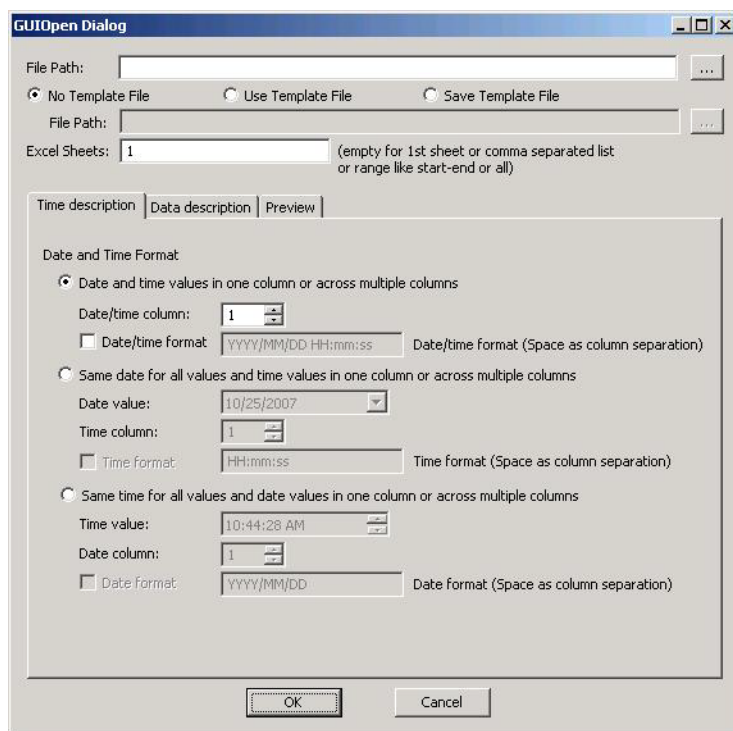 GUIOpen Dialog
File Path:
...
No Template File Use Template File Save Template File
File Path:
...
Excel Sheets: 1 (empty for 1st sheet or comma separated list
or range like start-end or all)
Time description Data description Preview
Date and Time Format
Date and time values in one column or across multiple columns
Date/time column: 1
Date/time format YYYY/MM/DD HH:mm:ss Date/time format (Space as column separation)
Same date for all values and time values in one column or across multiple columns
Date value: 10/25/2007
Time column: 1
Time format HH:mm:ss Time format (Space as column separation)
Same time for all values and date values in one column or across multiple columns
Time value: 10:44:28 AM
Date column: 1
Date format YYYY/MM/DD Date format (Space as column separation)
OK Cancel